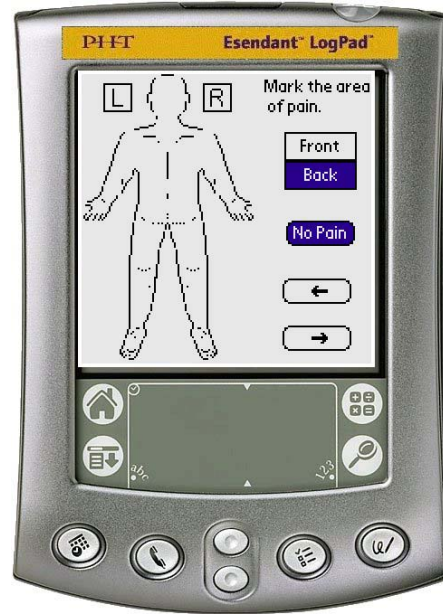 PHT
Esendant™ LogPad™
L
R
Mark the area
of pain.
Front
Back
No Pain
←
→
abc
123